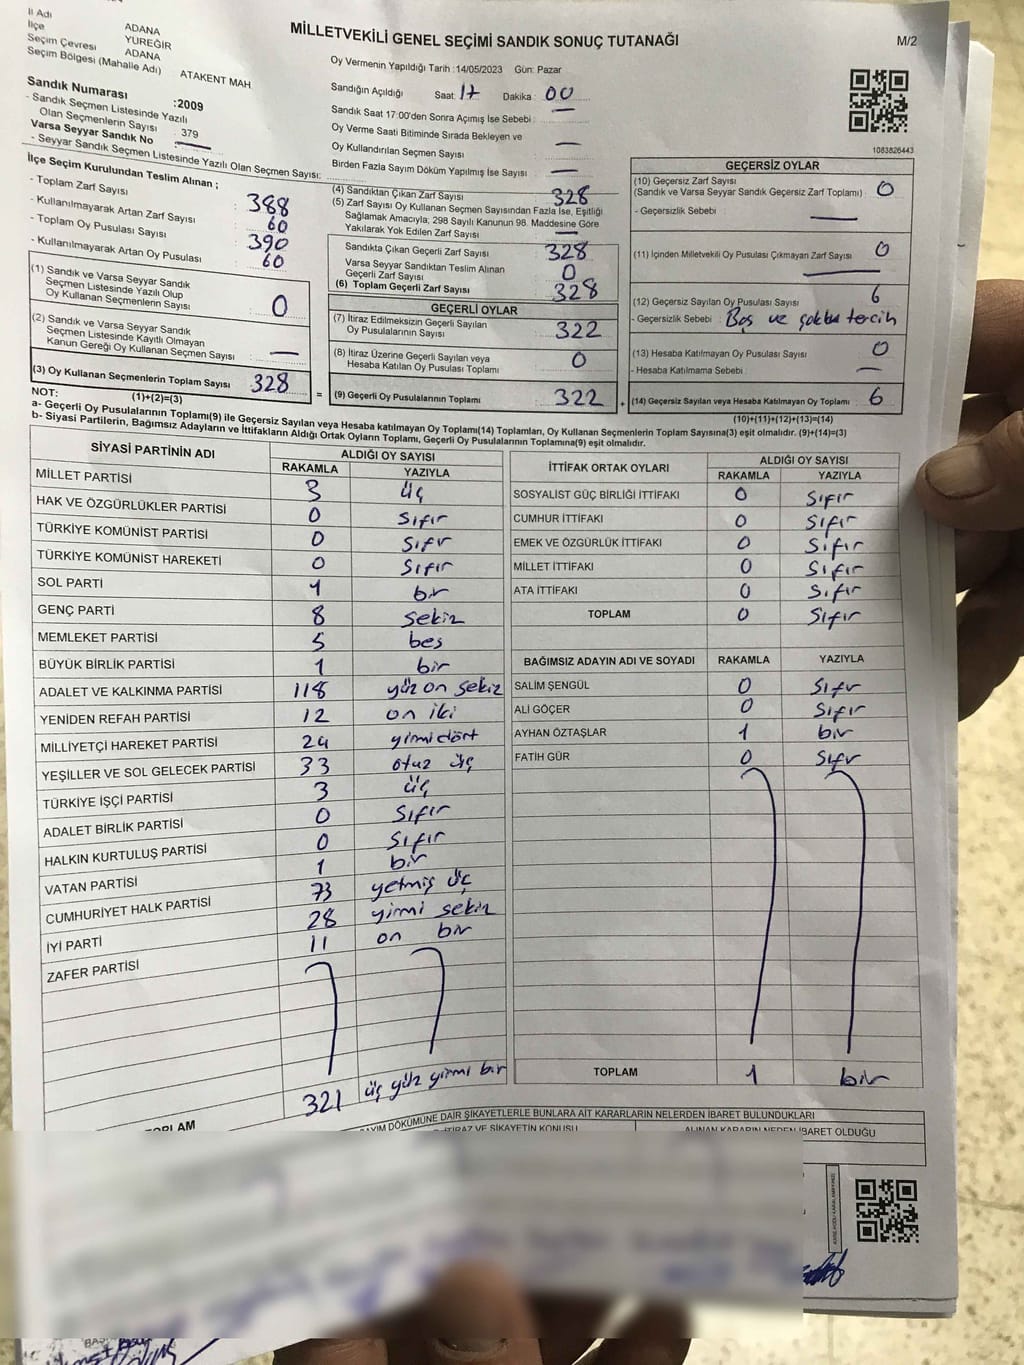 İl Adı ADANA
MİLLETVEKİLİ GENEL SEÇİMİ SANDIK SONUÇ TUTANAĞI
M/2
İlçe YÜREĞİR
Seçim Çevresi ADANA
Seçim Bölgesi (Mahalle Adı) ATAKENT MAH.
Sandık Numarası :2009
- Sandık Seçmen Listesinde Yazılı
Olan Seçmenlerin Sayısı : 379
Varsa Seyyar Sandık No :
- Seyyar Sandık Seçmen Listesinde Yazılı Olan Seçmen Sayısı:
Oy Vermenin Yapıldığı Tarih :14/05/2023 Gün: Pazar
Sandığın Açıldığı Saat: 17 Dakika : 00
Sandık Saat 17:00'den Sonra Açımış İse Sebebi : —
Oy Verme Saati Bitiminde Sırada Bekleyen ve
Oy Kullandırılan Seçmen Sayısı : —
Birden Fazla Sayım Döküm Yapılmış İse Sayısı : —
1083826443
İlçe Seçim Kurulundan Teslim Alınan ;
- Toplam Zarf Sayısı : 388
- Kullanılmayarak Artan Zarf Sayısı : 60
- Toplam Oy Pusulası Sayısı : 390
- Kullanılmayarak Artan Oy Pusulası : 60
(1) Sandık ve Varsa Seyyar Sandık
Seçmen Listesinde Yazılı Olup
Oy Kullanan Seçmenlerin Sayısı : 0
(2) Sandık ve Varsa Seyyar Sandık
Seçmen Listesinde Kayıtlı Olmayan
Kanun Gereği Oy Kullanan Seçmen Sayısı : —
(3) Oy Kullanan Seçmenlerin Toplam Sayısı : 328
(1)+(2)=(3)
(4) Sandıktan Çıkan Zarf Sayısı : 328
(5) Zarf Sayısı Oy Kullanan Seçmen Sayısından Fazla İse, Eşitliği
Sağlamak Amacıyla; 298 Sayılı Kanunun 98. Maddesine Göre
Yakılarak Yok Edilen Zarf Sayısı : —
Sandıkta Çıkan Geçerli Zarf Sayısı : 328
Varsa Seyyar Sandıktan Teslim Alınan
Geçerli Zarf Sayısı : 0
(6) Toplam Geçerli Zarf Sayısı : 328
GEÇERLİ OYLAR
(7) İtiraz Edilmeksizin Geçerli Sayılan
Oy Pusulalarının Sayısı : 322
(8) İtiraz Üzerine Geçerli Sayılan veya
Hesaba Katılan Oy Pusulası Toplamı : 0
= (9) Geçerli Oy Pusulalarının Toplamı : 322
GEÇERSİZ OYLAR
(10) Geçersiz Zarf Sayısı
(Sandık ve Varsa Seyyar Sandık Geçersiz Zarf Toplamı) : 0
- Geçersizlik Sebebi : —
(11) İçinden Milletvekili Oy Pusulası Çıkmayan Zarf Sayısı : 0
—
(12) Geçersiz Sayılan Oy Pusulası Sayısı : 6
- Geçersizlik Sebebi : Boş ve çoklu tercih
(13) Hesaba Katılmayan Oy Pusulası Sayısı : 0
- Hesaba Katılmama Sebebi : —
+ (14) Geçersiz Sayılan veya Hesaba Katılmayan Oy Toplamı : 6
(10)+(11)+(12)+(13)=(14)
NOT:
a- Geçerli Oy Pusulalarının Toplamı(9) ile Geçersiz Sayılan veya Hesaba katılmayan Oy Toplamı(14) Toplamları, Oy Kullanan Seçmenlerin Toplam Sayısına(3) eşit olmalıdır. (9)+(14)=(3)
b- Siyasi Partilerin, Bağımsız Adayların ve İttifakların Aldığı Ortak Oyların Toplamı, Geçerli Oy Pusulalarının Toplamına(9) eşit olmalıdır.
SİYASİ PARTİNİN ADI ALDIĞI OY SAYISI
RAKAMLA YAZIYLA
MİLLET PARTİSİ 3 üç
HAK VE ÖZGÜRLÜKLER PARTİSİ 0 sıfır
TÜRKİYE KOMÜNİST PARTİSİ 0 sıfır
TÜRKİYE KOMÜNİST HAREKETİ 0 sıfır
SOL PARTİ 1 bir
GENÇ PARTİ 8 sekiz
MEMLEKET PARTİSİ 5 beş
BÜYÜK BİRLİK PARTİSİ 1 bir
ADALET VE KALKINMA PARTİSİ 118 yüz on sekiz
YENİDEN REFAH PARTİSİ 12 on iki
MİLLİYETÇİ HAREKET PARTİSİ 24 yirmi dört
YEŞİLLER VE SOL GELECEK PARTİSİ 33 otuz üç
TÜRKİYE İŞÇİ PARTİSİ 3 üç
ADALET BİRLİK PARTİSİ 0 sıfır
HALKIN KURTULUŞ PARTİSİ 0 sıfır
VATAN PARTİSİ 1 bir
CUMHURİYET HALK PARTİSİ 73 yetmiş üç
İYİ PARTİ 28 yirmi sekiz
ZAFER PARTİSİ 11 on bir
321 üç yüz yirmi bir
İTTİFAK ORTAK OYLARI ALDIĞI OY SAYISI
RAKAMLA YAZIYLA
SOSYALİST GÜÇ BİRLİĞİ İTTİFAKI 0 sıfır
CUMHUR İTTİFAKI 0 sıfır
EMEK VE ÖZGÜRLÜK İTTİFAKI 0 sıfır
MİLLET İTTİFAKI 0 sıfır
ATA İTTİFAKI 0 sıfır
TOPLAM 0 sıfır
BAĞIMSIZ ADAYIN ADI VE SOYADI RAKAMLA YAZIYLA
SALİM ŞENGÜL 0 sıfır
ALİ GÖÇER 0 sıfır
AYHAN ÖZTAŞLAR 1 bir
FATİH GÜR 0 sıfır
TOPLAM 1 bir
DÖKÜMÜNE DAİR ŞİKAYETLERLE BUNLARA AİT KARARLARIN NELERDEN İBARET BULUNDUKLARI
İTİRAZ VE ŞİKAYETİN KONUSU ALINAN KARARIN NEDEN İBARET OLDUĞU